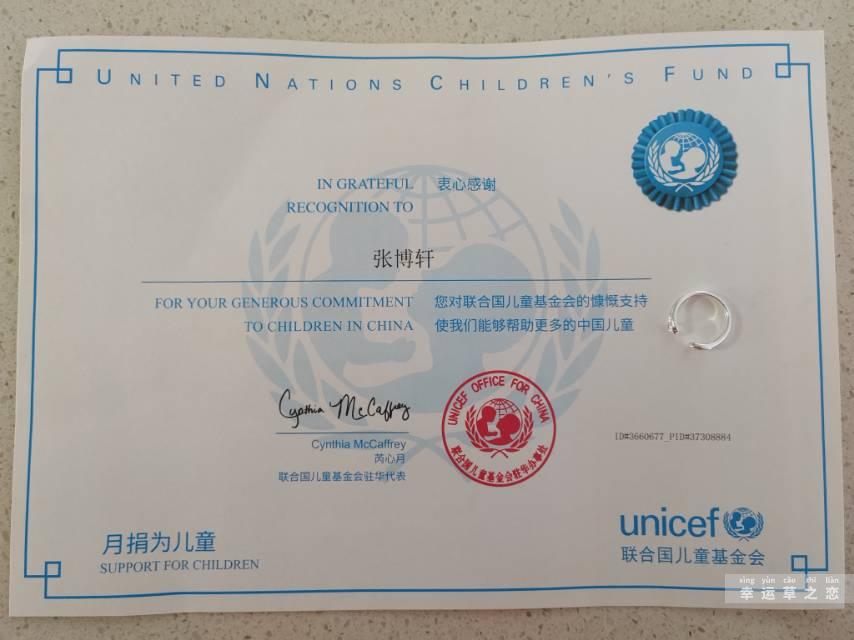 UNITED NATIONS CHILDREN'S FUND
IN GRATEFUL 衷心感谢
RECOGNITION TO
张博轩
FOR YOUR GENEROUS COMMITMENT 您对联合国儿童基金会的慷慨支持
TO CHILDREN IN CHINA 使我们能够帮助更多的中国儿童
Cynthia McCaffrey
UNICEF OFFICE FOR CHINA
联合国儿童基金会驻华办事处
Cynthia McCaffrey
芮心月
联合国儿童基金会驻华代表
ID#3660677_PID#37308884
月捐为儿童
SUPPORT FOR CHILDREN
unicef
联合国儿童基金会
xìng yùn cǎo zhī liàn
幸运草之恋